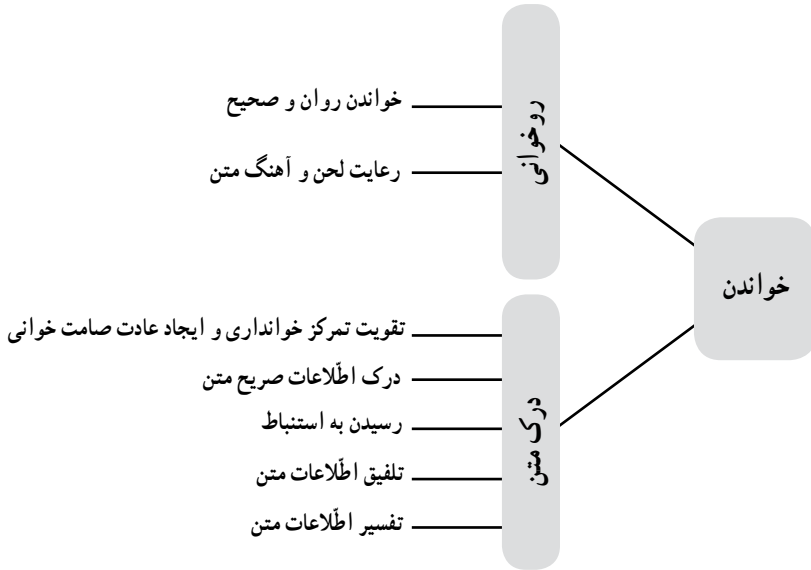 خواندن
روخوانی
خواندن روان و صحیح
رعایت لحن و آهنگ متن
درک متن
تقویت تمرکز خوانداری و ایجاد عادت صامت خوانی
درک اطّلاعات صریح متن
رسیدن به استنباط
تلفیق اطّلاعات متن
تفسیر اطّلاعات متن